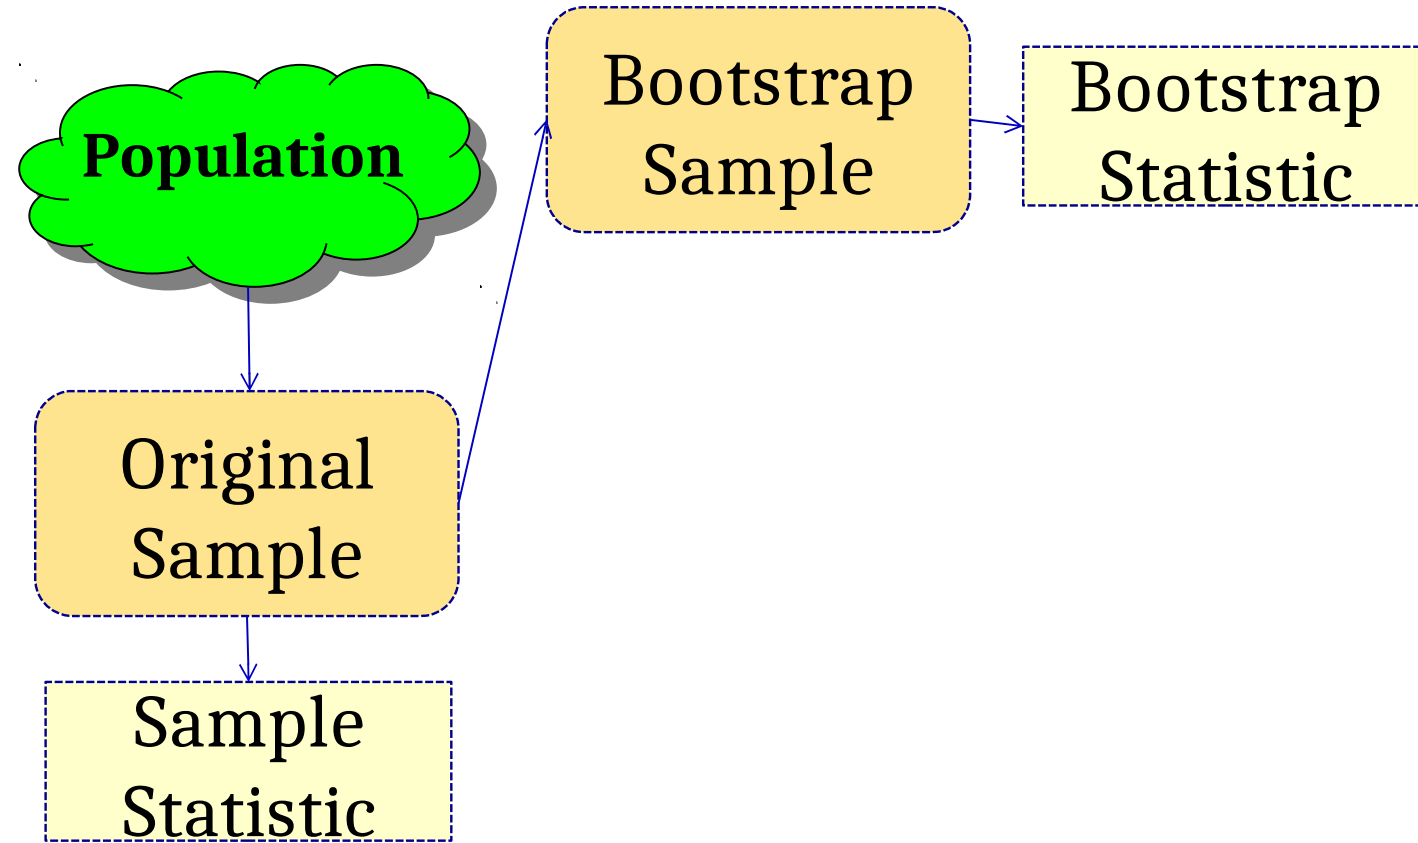 Population
Bootstrap
Sample
Bootstrap
Statistic
Original
Sample
Sample
Statistic